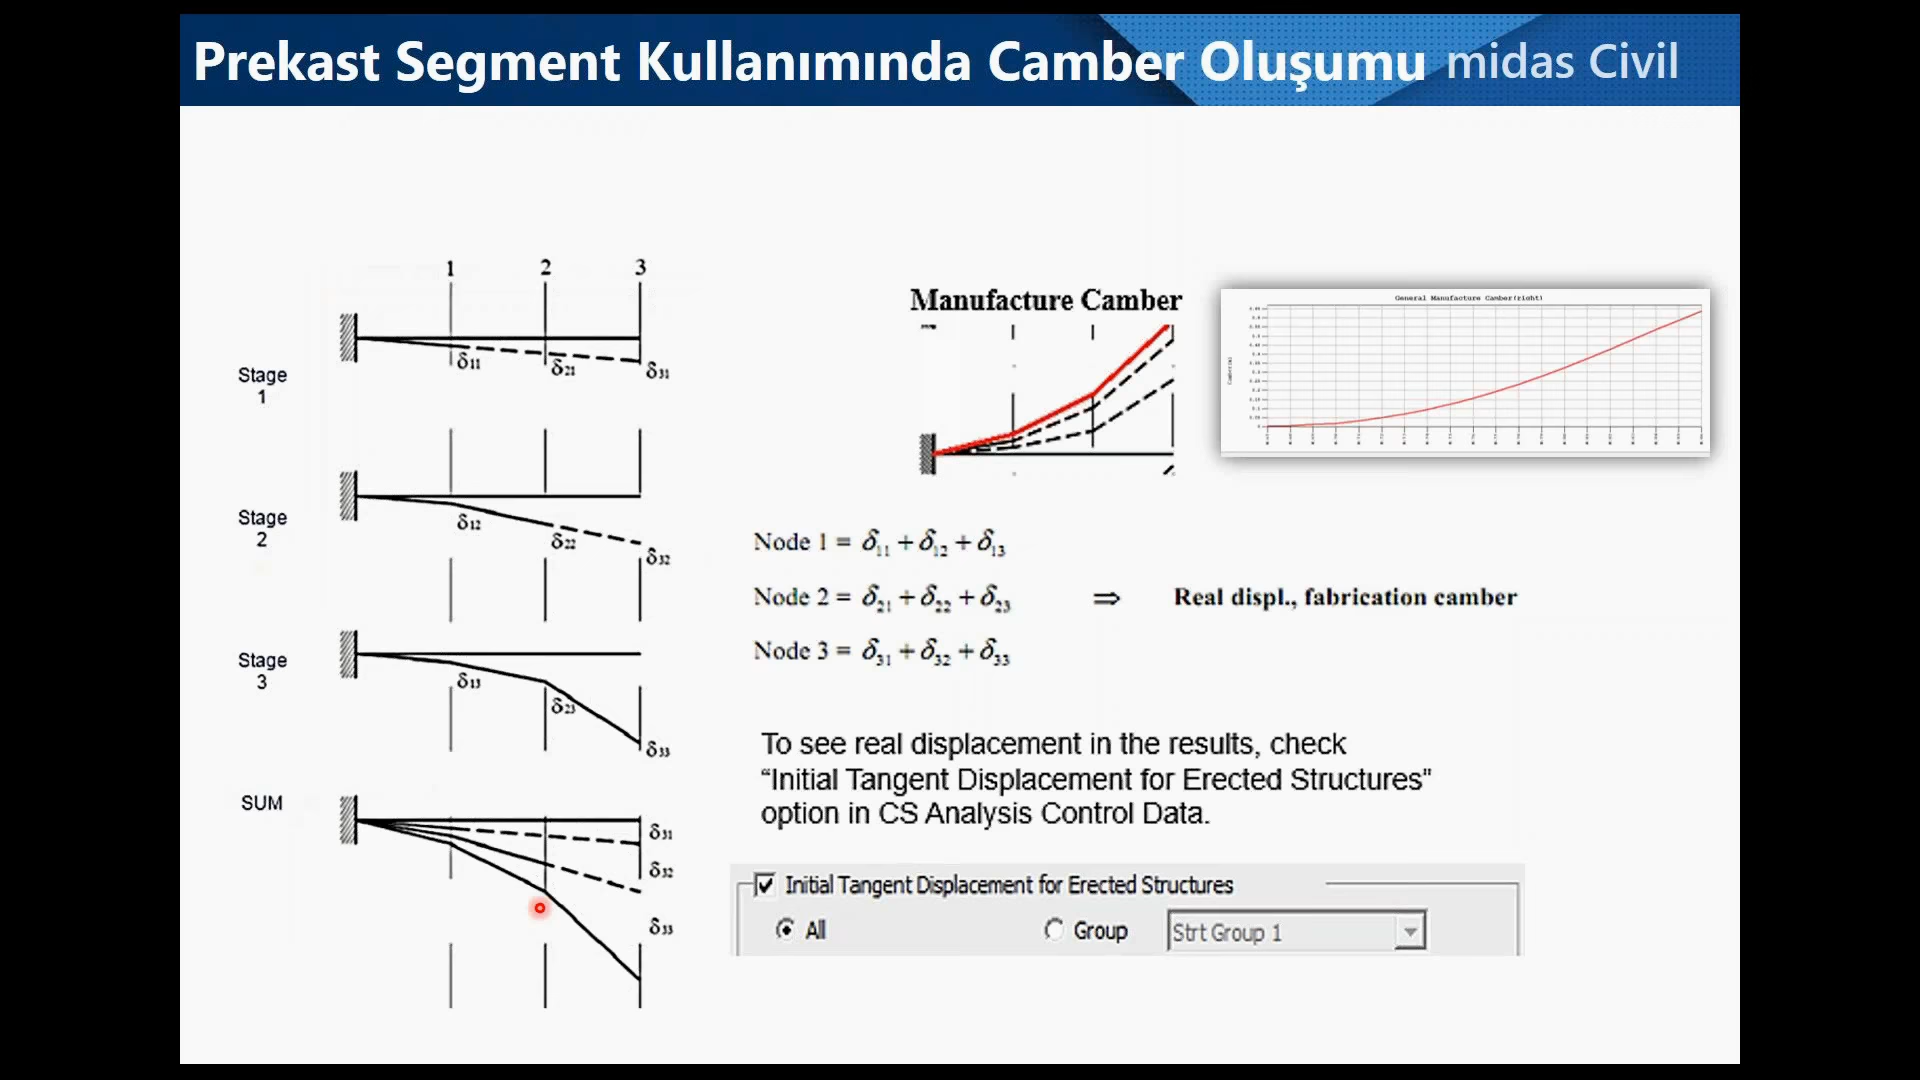 Prekast Segment Kullanımında Camber Oluşumu midas Civil
1 2 3
δ11 δ21 δ31
Stage
1
Stage
2
δ12 δ22 δ32
Stage
3
δ13 δ23 δ33
SUM
δ31
δ32
δ33
Manufacture Camber
General Manufacture Camber(right)
Camber(m)
Node 1 = δ11 + δ12 + δ13
Node 2 = δ21 + δ22 + δ23 ⇒ Real displ., fabrication camber
Node 3 = δ31 + δ32 + δ33
To see real displacement in the results, check
“Initial Tangent Displacement for Erected Structures”
option in CS Analysis Control Data.
Initial Tangent Displacement for Erected Structures
All Group Strt Group 1